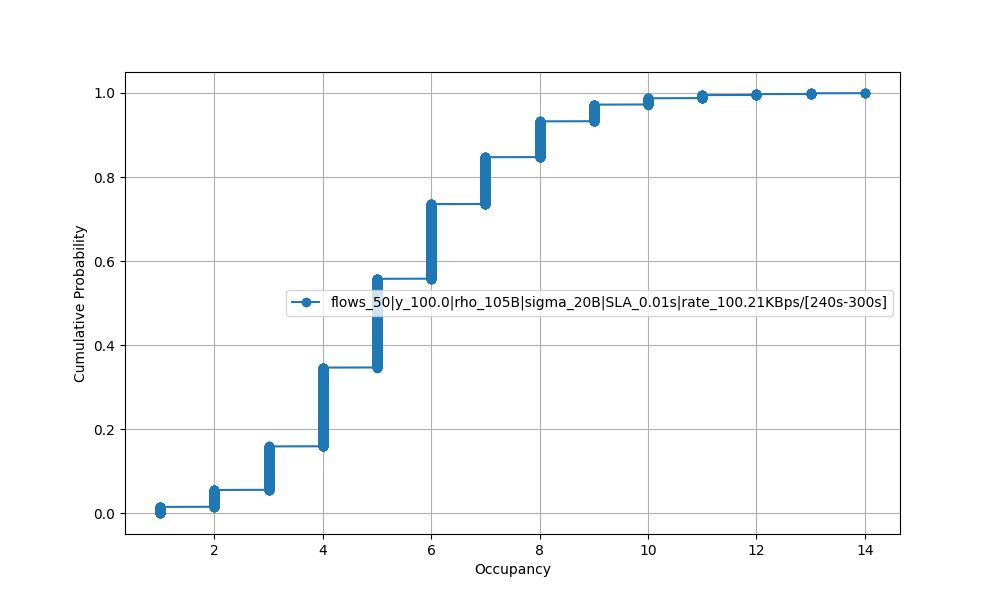 1.0
0.8
0.6
0.4
0.2
0.0
Cumulative Probability
flows_50|y_100.0|rho_105B|sigma_20B|SLA_0.01s|rate_100.21KBps/[240s-300s]
2 4 6 8 10 12 14
Occupancy